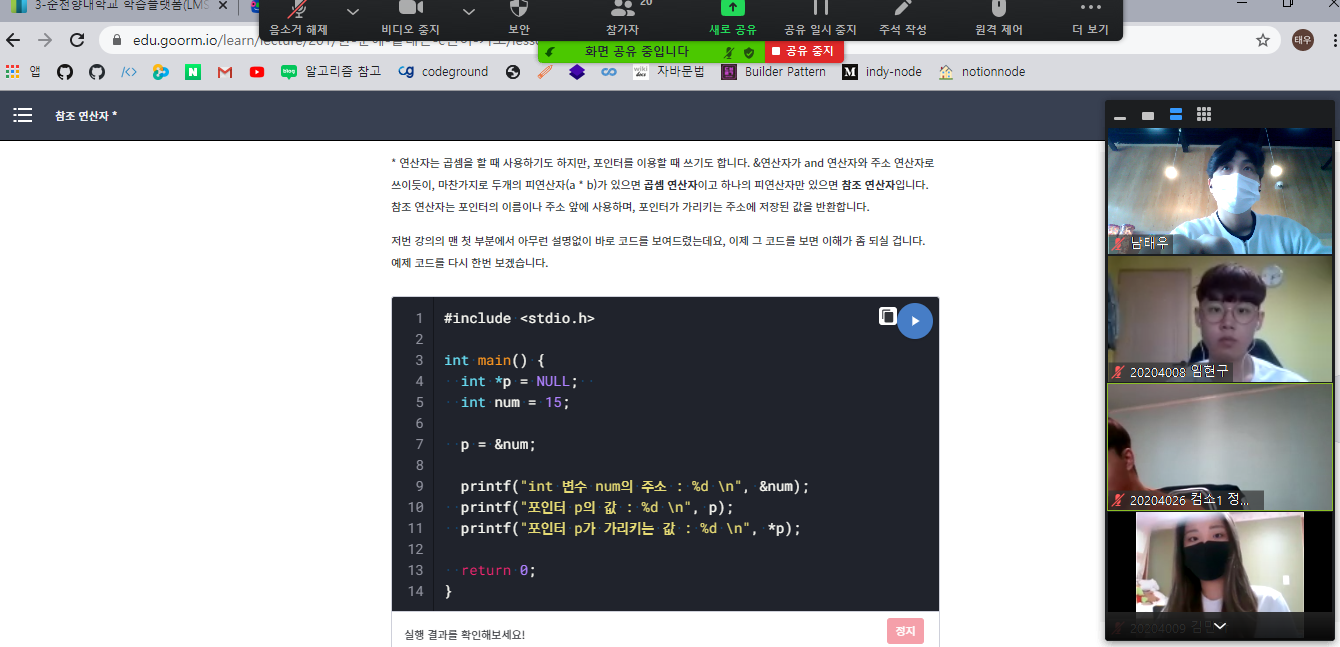 3-순천향대학교 학습플랫폼(LMS
음소거 해제
비디오 중지
보안
참가자
20
새로 공유
공유 일시 중지
주석 작성
원격 제어
더 보기
화면 공유 중입니다
공유 중지
edu.goorm.io/learn/lecture/
태우
앱
blog
알고리즘 참고
codeground
wiki
docs
자바문법
Builder Pattern
indy-node
notionnode
참조 연산자 *
* 연산자는 곱셈을 할 때 사용하기도 하지만, 포인터를 이용할 때 쓰기도 합니다. &연산자가 and 연산자와 주소 연산자로
쓰이듯이, 마찬가지로 두개의 피연산자(a * b)가 있으면 곱셈 연산자이고 하나의 피연산자만 있으면 참조 연산자입니다.
참조 연산자는 포인터의 이름이나 주소 앞에 사용하며, 포인터가 가리키는 주소에 저장된 값을 반환합니다.
저번 강의의 맨 첫 부분에서 아무런 설명없이 바로 코드를 보여드렸는데요, 이제 그 코드를 보면 이해가 좀 되실 겁니다.
예제 코드를 다시 한번 보겠습니다.
1 #include <stdio.h>
2
3 int main() {
4 int *p = NULL;
5 int num = 15;
6
7 p = &num;
8
9 printf("int 변수 num의 주소 : %d \n", &num);
10 printf("포인터 p의 값 : %d \n", p);
11 printf("포인터 p가 가리키는 값 : %d \n", *p);
12
13 return 0;
14 }
실행 결과를 확인해보세요!
정지
남태우
20204008 임현구
20204026 컴소1 정...
20204009